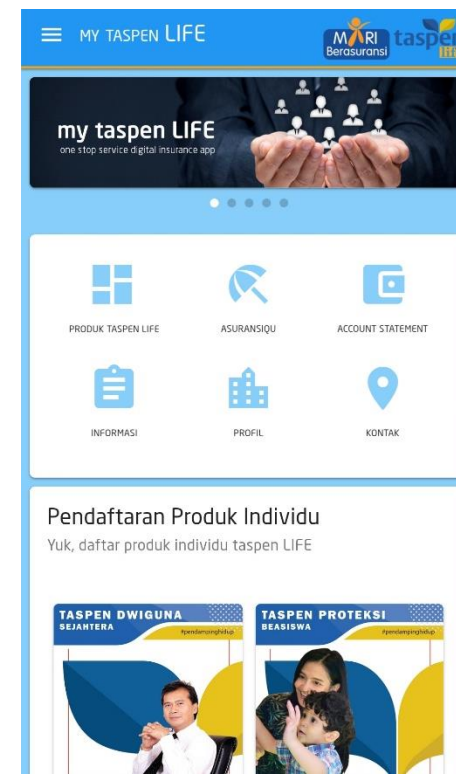 MY TASPEN LIFE
MARI
Berasuransi
taspen
life
my taspen LIFE
one stop service digital insurance app
PRODUK TASPEN LIFE
ASURANSIQU
ACCOUNT STATEMENT
INFORMASI
PROFIL
KONTAK
Pendaftaran Produk Individu
Yuk, daftar produk individu taspen LIFE
TASPEN DWIGUNA
SEJAHTERA
#pendampinghidup
TASPEN PROTEKSI
BEASISWA
#pendampinghidup